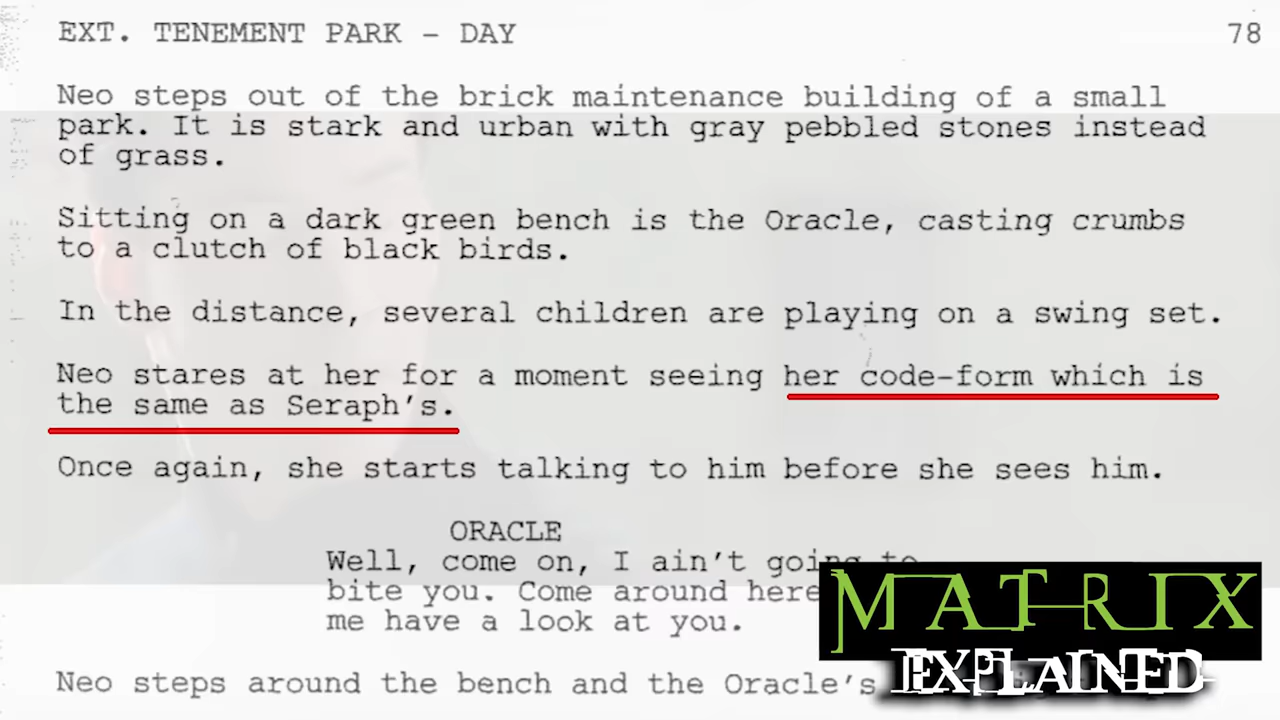 EXT. TENEMENT PARK – DAY 78
Neo steps out of the brick maintenance building of a small
park. It is stark and urban with gray pebbled stones instead
of grass.
Sitting on a dark green bench is the Oracle, casting crumbs
to a clutch of black birds.
In the distance, several children are playing on a swing set.
Neo stares at her for a moment seeing her code-form which is
the same as Seraph's.
Once again, she starts talking to him before she sees him.
ORACLE
Well, come on, I ain't going to
bite you. Come around here
me have a look at you.
Neo steps around the bench and the Oracle's
MATRIX
EXPLAINED